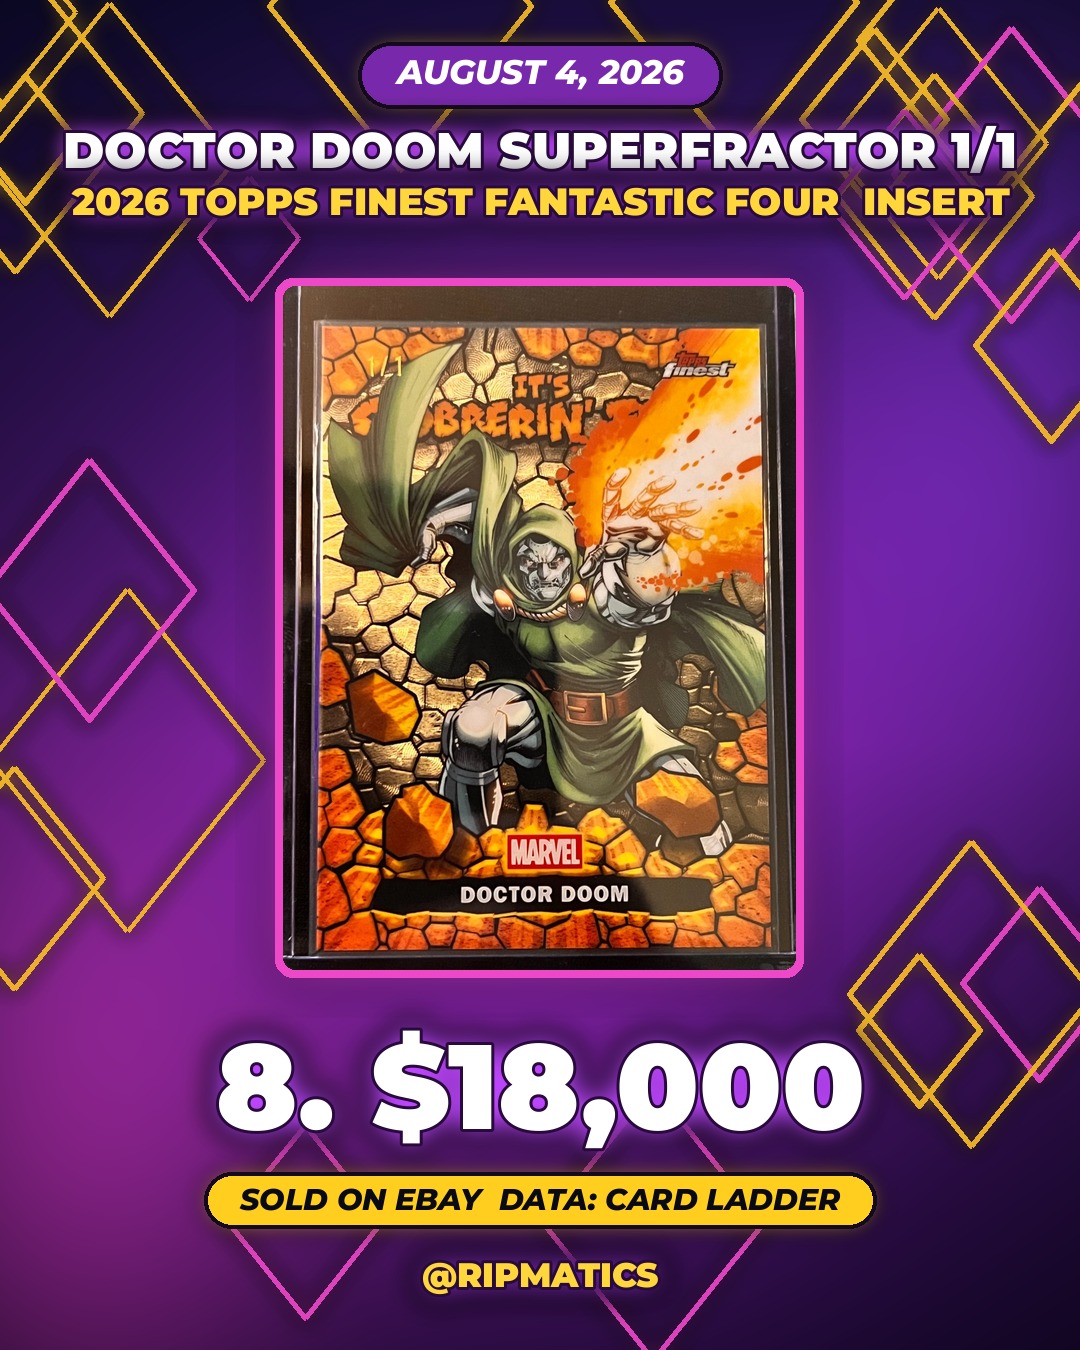 AUGUST 4, 2026
DOCTOR DOOM SUPERFRACTOR 1/1
2026 TOPPS FINEST FANTASTIC FOUR INSERT
1/1
Topps
finest
IT'S
MARVEL
DOCTOR DOOM
8. $18,000
SOLD ON EBAY DATA: CARD LADDER
@RIPMATICS